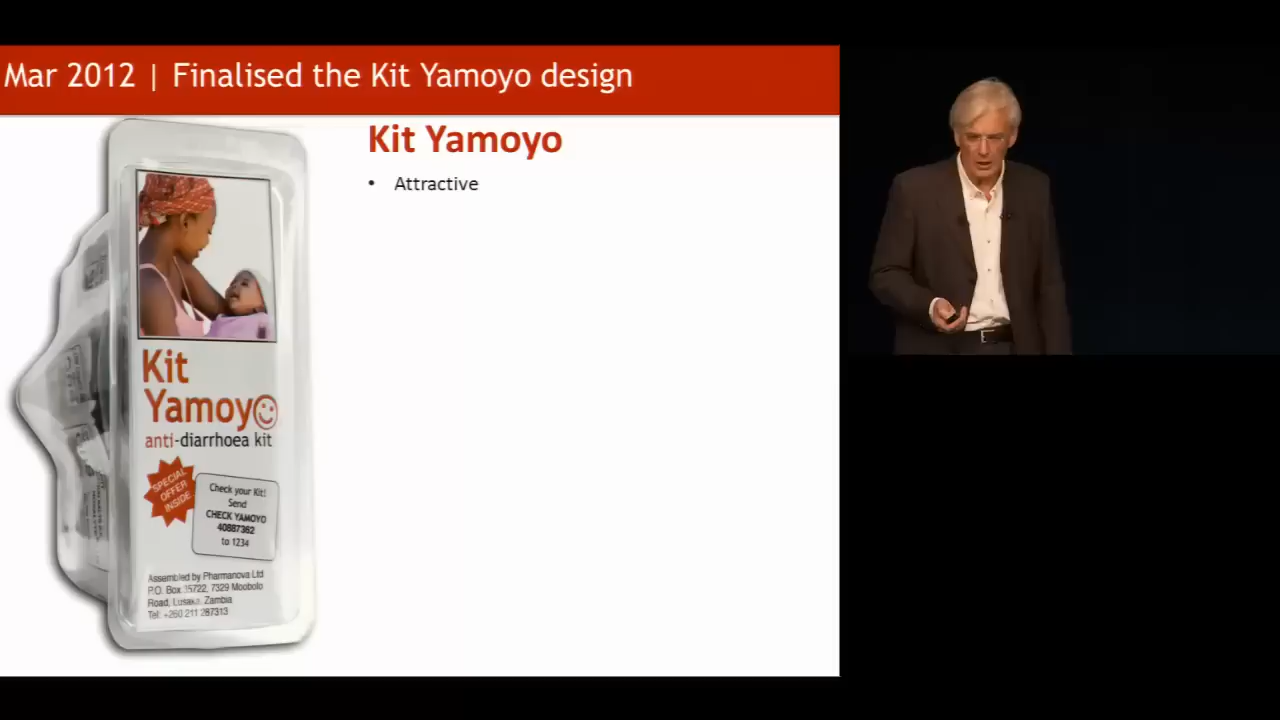 Mar 2012 | Finalised the Kit Yamoyo design
Kit Yamoyo
• Attractive
Kit
Yamoyo
anti-diarrhoea kit
SPECIAL
OFFER
INSIDE
Check your Kit!
Send
CHECK YAMOYO
40887362
to 1234
Assembled by Pharmanova Ltd
P.O. Box 35722, 7329 Moobolo
Road, Lusaka, Zambia
Tel: +260 211 287313